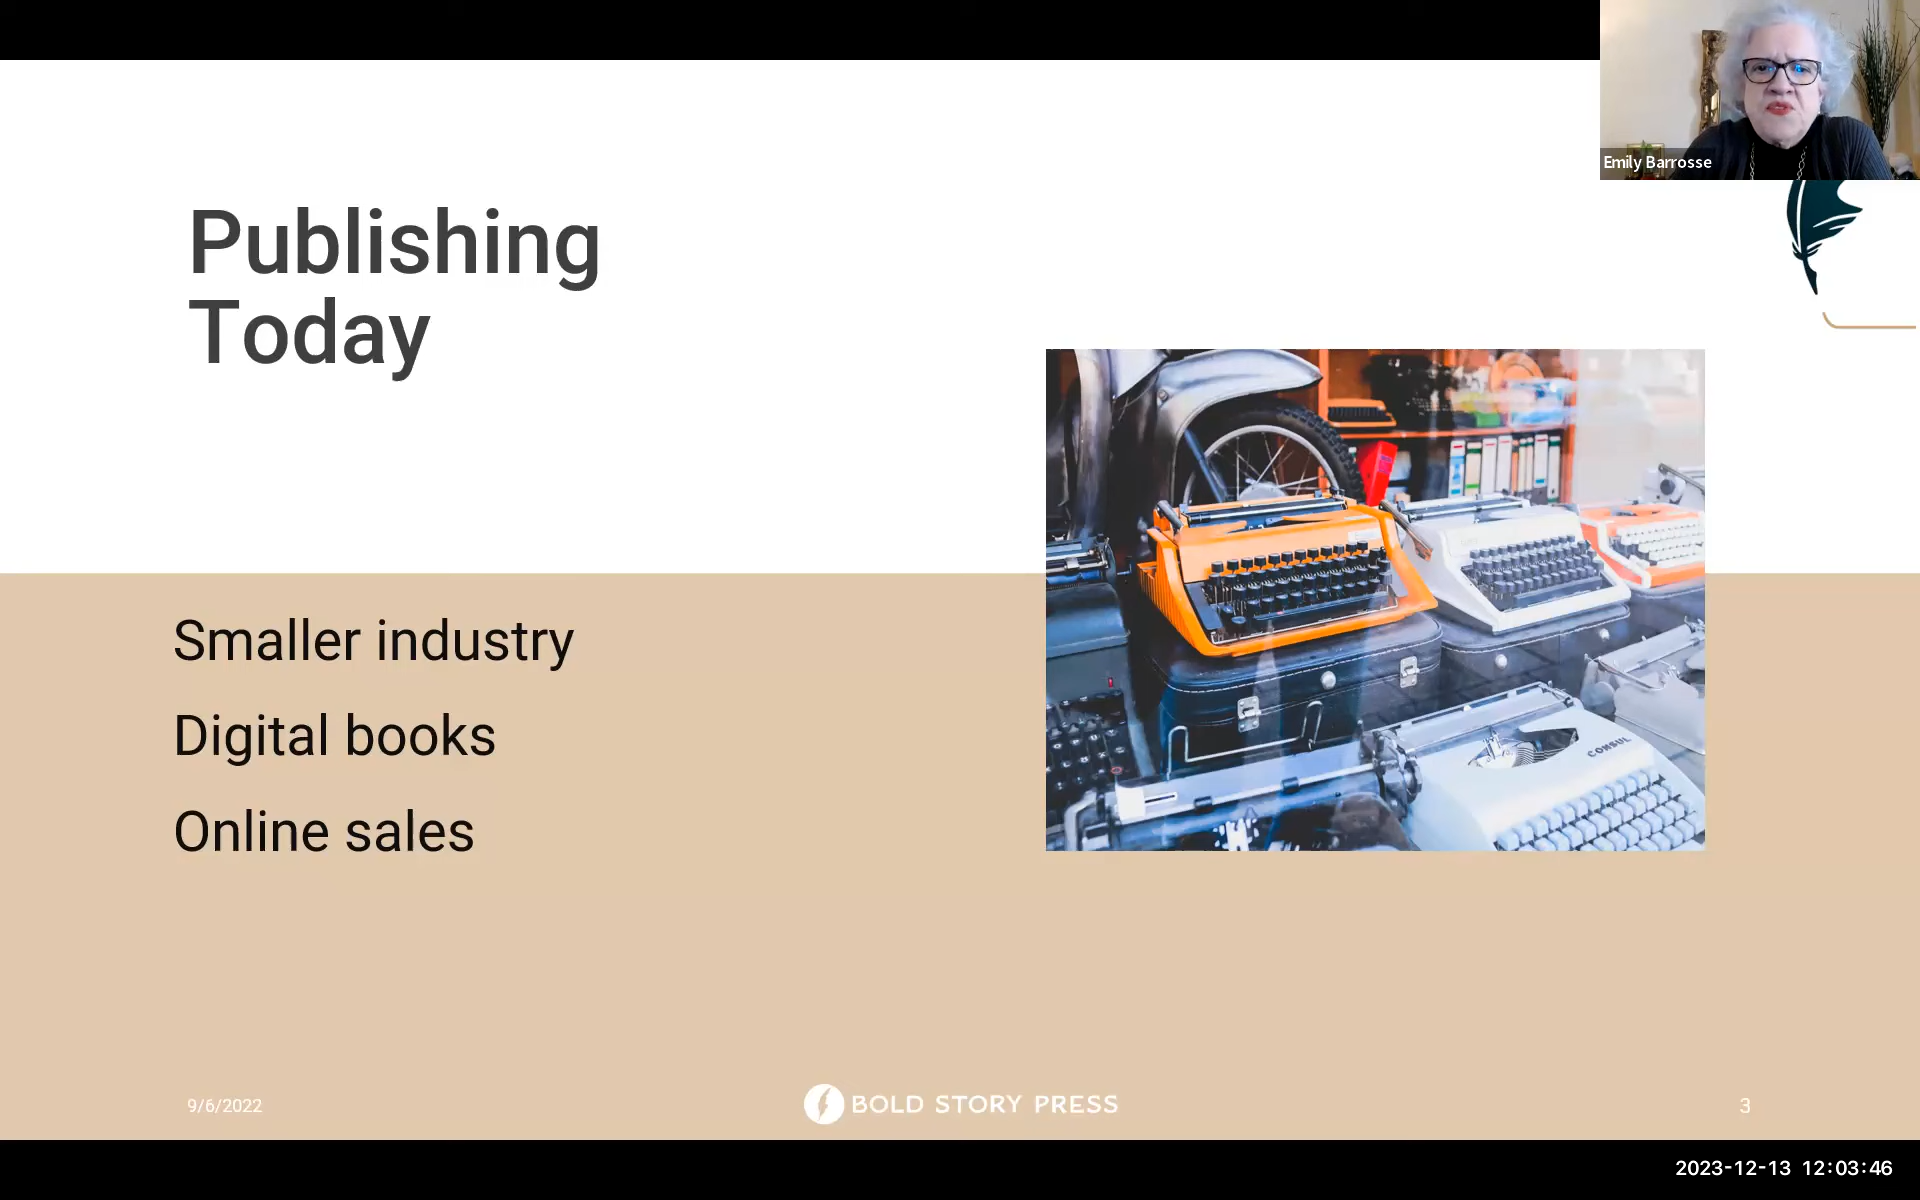 Emily Barrosse
Publishing
Today
CONSUL
Smaller industry
Digital books
Online sales
9/6/2022
BOLD STORY PRESS
3
2023-12-13 12:03:46